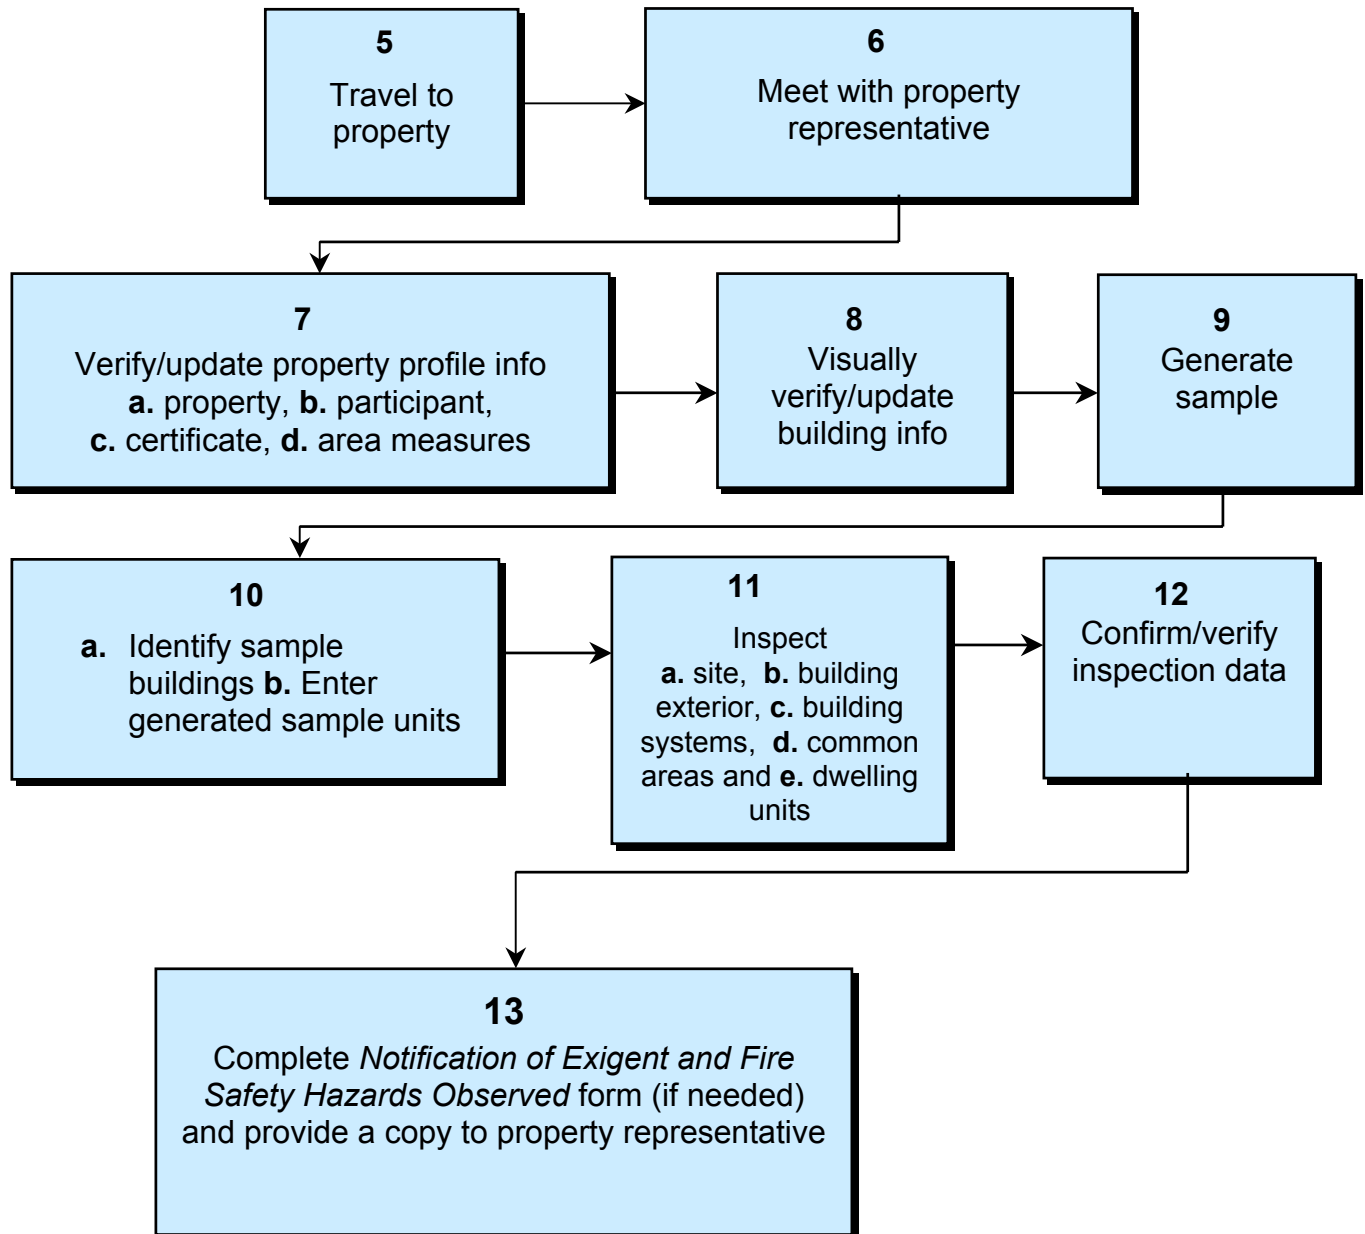 5
Travel to
property
6
Meet with property
representative
7
Verify/update property profile info
a. property, b. participant,
c. certificate, d. area measures
8
Visually
verify/update
building info
9
Generate
sample
10
a. Identify sample
buildings b. Enter
generated sample units
11
Inspect
a. site, b. building
exterior, c. building
systems, d. common
areas and e. dwelling
units
12
Confirm/verify
inspection data
13
Complete Notification of Exigent and Fire
Safety Hazards Observed form (if needed)
and provide a copy to property representative